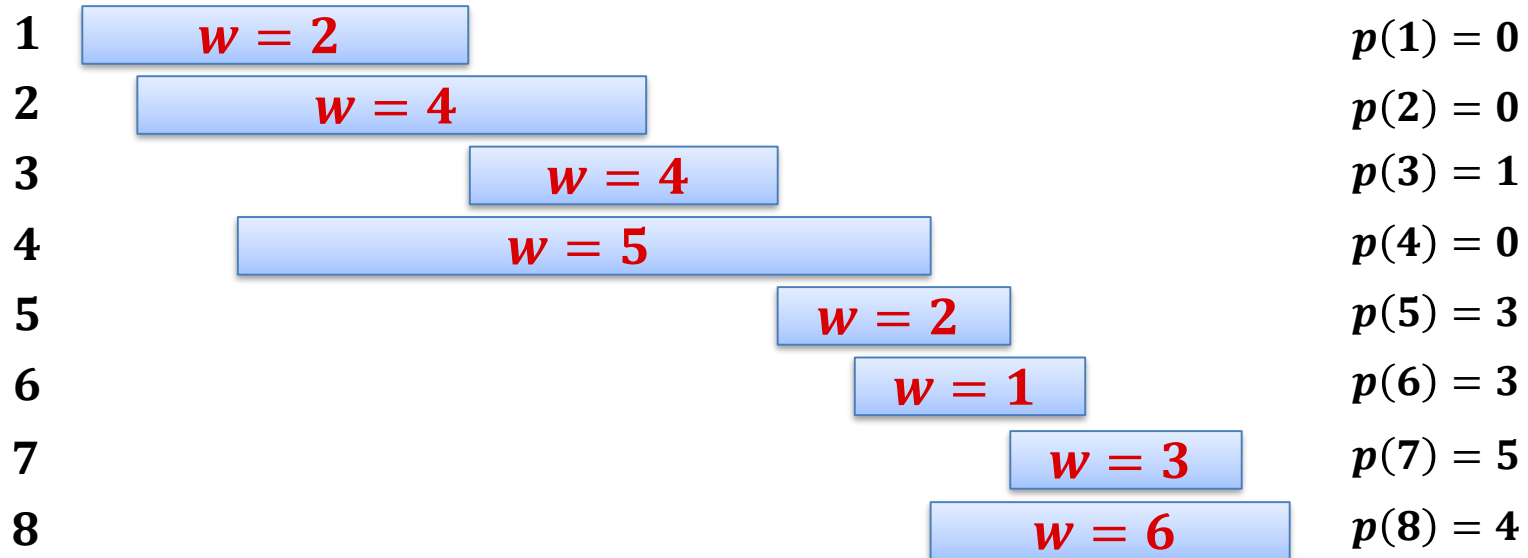 1 w = 2 p(1) = 0
2 w = 4 p(2) = 0
3 w = 4 p(3) = 1
4 w = 5 p(4) = 0
5 w = 2 p(5) = 3
6 w = 1 p(6) = 3
7 w = 3 p(7) = 5
8 w = 6 p(8) = 4